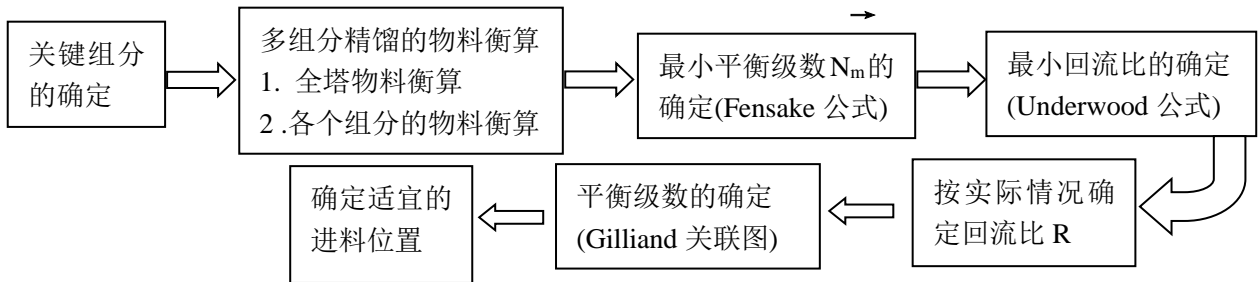 关键组分
的确定
多组分精馏的物料衡算
1. 全塔物料衡算
2 .各个组分的物料衡算
最小平衡级数 Nm的
确定(Fensake 公式)
最小回流比的确定
(Underwood 公式)
按实际情况确
定回流比 R
平衡级数的确定
(Gilliand 关联图)
确定适宜的
进料位置